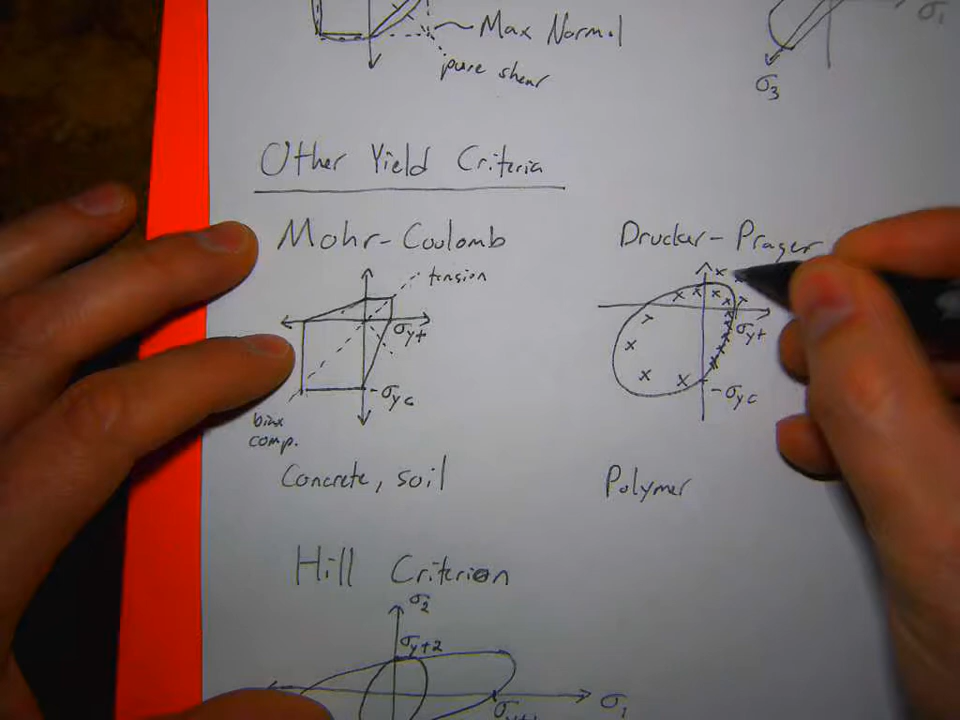 Max Normal
pure shear
σ1
σ3
Other Yield Criteria
Mohr-Coulomb
Drucker-Prager
tension
σyt
-σyc
biax
comp.
σyt
-σyc
Concrete, soil
Polymer
Hill Criterion
σ2
σyt2
σ1